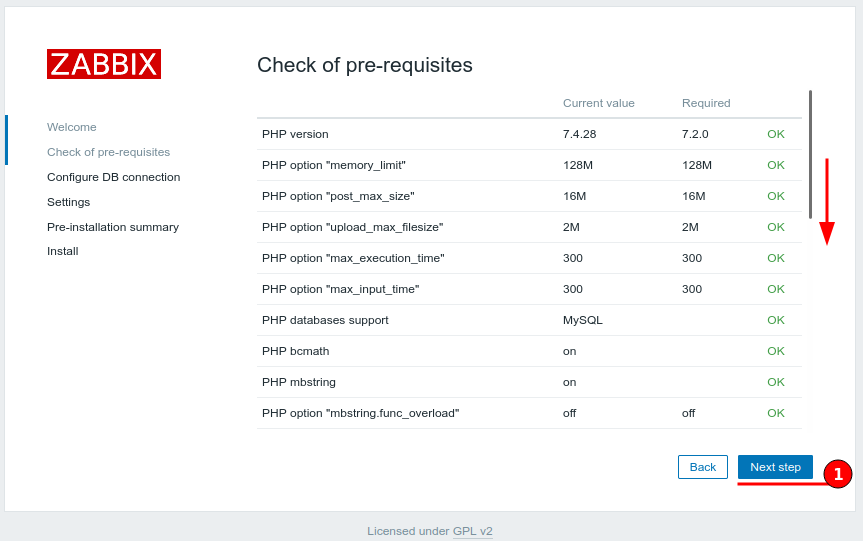 ZABBIX
Welcome
Check of pre-requisites
Configure DB connection
Settings
Pre-installation summary
Install
Check of pre-requisites
Current value Required
PHP version 7.4.28 7.2.0 OK
PHP option "memory_limit" 128M 128M OK
PHP option "post_max_size" 16M 16M OK
PHP option "upload_max_filesize" 2M 2M OK
PHP option "max_execution_time" 300 300 OK
PHP option "max_input_time" 300 300 OK
PHP databases support MySQL OK
PHP bcmath on OK
PHP mbstring on OK
PHP option "mbstring.func_overload" off off OK
Back Next step 1
Licensed under GPL v2